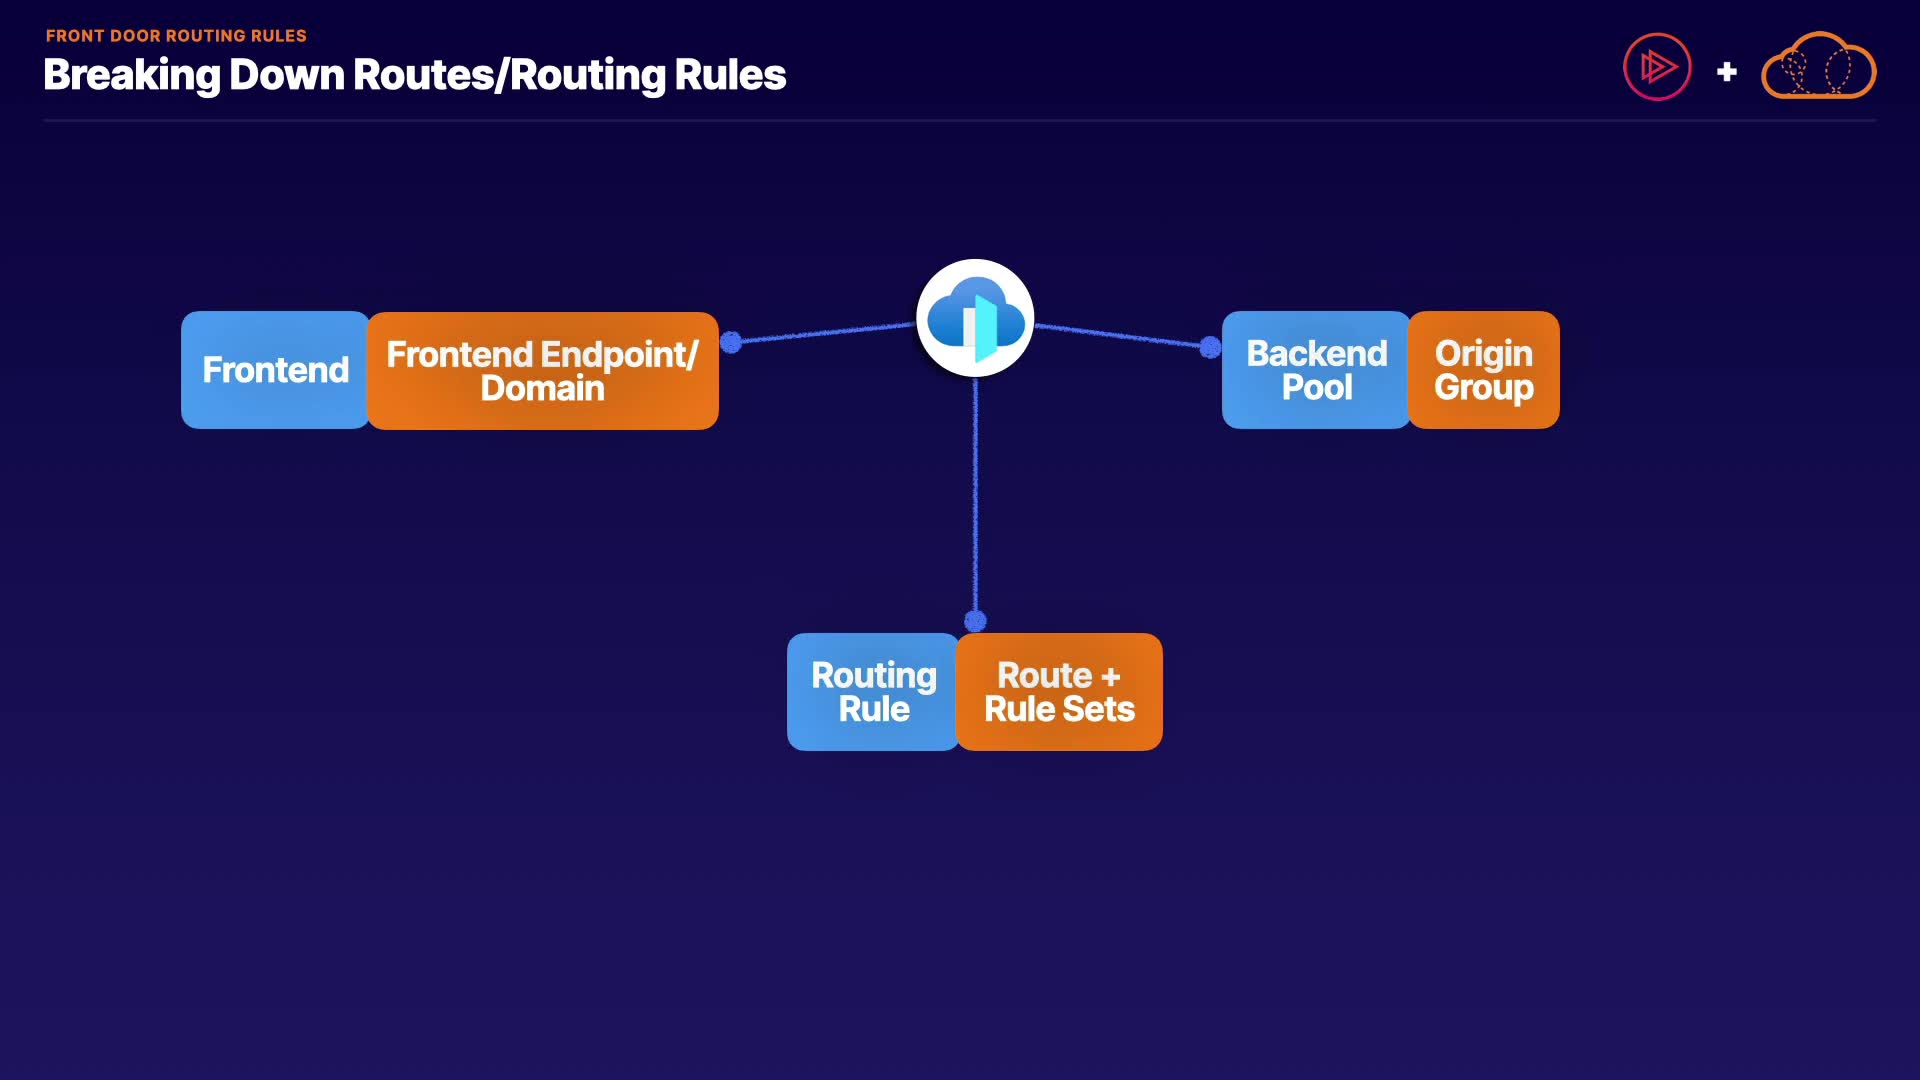 FRONT DOOR ROUTING RULES
Breaking Down Routes/Routing Rules
+
Frontend
Frontend Endpoint/
Domain
Backend
Pool
Origin
Group
Routing
Rule
Route +
Rule Sets